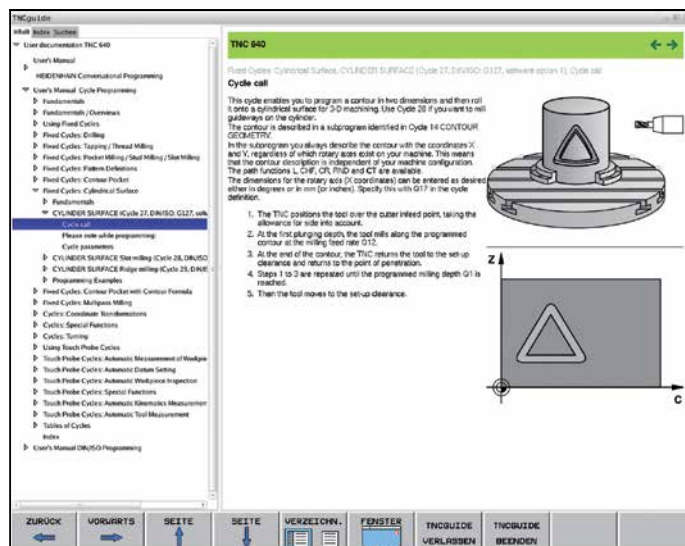 TNCguide
Inhalt Index Suchen
User documentation TNC 640
User's Manual
HEIDENHAIN Conversational Programming
User's Manual Cycle Programming
Fundamentals
Fundamentals / Overviews
Using Fixed Cycles
Fixed Cycles: Drilling
Fixed Cycles: Tapping / Thread Milling
Fixed Cycles: Pocket Milling / Stud Milling / Slot Milling
Fixed Cycles: Pattern Definitions
Fixed Cycles: Contour Pocket
Fixed Cycles: Cylindrical Surface
Fundamentals
CYLINDER SURFACE (Cycle 27, DIN/ISO: G127, softw
Cycle call
Please note while programming:
Cycle parameters
CYLINDER SURFACE Slot milling (Cycle 28, DIN/ISO
CYLINDER SURFACE Ridge milling (Cycle 29, DIN/IS
Programming Examples
Fixed Cycles: Contour Pocket with Contour Formula
Fixed Cycles: Multipass Milling
Cycles: Coordinate Transformations
Cycles: Special Functions
Cycles: Turning
Using Touch Probe Cycles
Touch Probe Cycles: Automatic Measurement of Workpie
Touch Probe Cycles: Automatic Datum Setting
Touch Probe Cycles: Automatic Workpiece Inspection
Touch Probe Cycles: Special Functions
Touch Probe Cycles: Automatic Kinematics Measuremen
Touch Probe Cycles: Automatic Tool Measurement
Tables of Cycles
Index
User's Manual DIN/ISO Programming
TNC 640
Fixed Cycles: Cylindrical Surface, CYLINDER SURFACE (Cycle 27, DIN/ISO: G127, software option 1), Cycle call
Cycle call
This cycle enables you to program a contour in two dimensions and then roll
it onto a cylindrical surface for 3-D machining. Use Cycle 28 if you want to mill
guideways on the cylinder.
The contour is described in a subprogram identified in Cycle 14 CONTOUR
GEOMETRY.
In the subprogram you always describe the contour with the coordinates X
and Y, regardless of which rotary axes exist on your machine. This means
that the contour description is independent of your machine configuration.
The path functions L, CHF, CR, RND and CT are available.
The dimensions for the rotary axis (X coordinates) can be entered as desired
either in degrees or in mm (or inches). Specify this with Q17 in the cycle
definition.
1. The TNC positions the tool over the cutter infeed point, taking the
allowance for side into account.
2. At the first plunging depth, the tool mills along the programmed
contour at the milling feed rate Q12.
3. At the end of the contour, the TNC returns the tool to the set-up
clearance and returns to the point of penetration.
4. Steps 1 to 3 are repeated until the programmed milling depth Q1 is
reached.
5. Then the tool moves to the set-up clearance.
Z
C
ZURÜCK VORWÄRTS SEITE SEITE VERZEICHN. FENSTER TNCGUIDE VERLASSEN TNCGUIDE BEENDEN